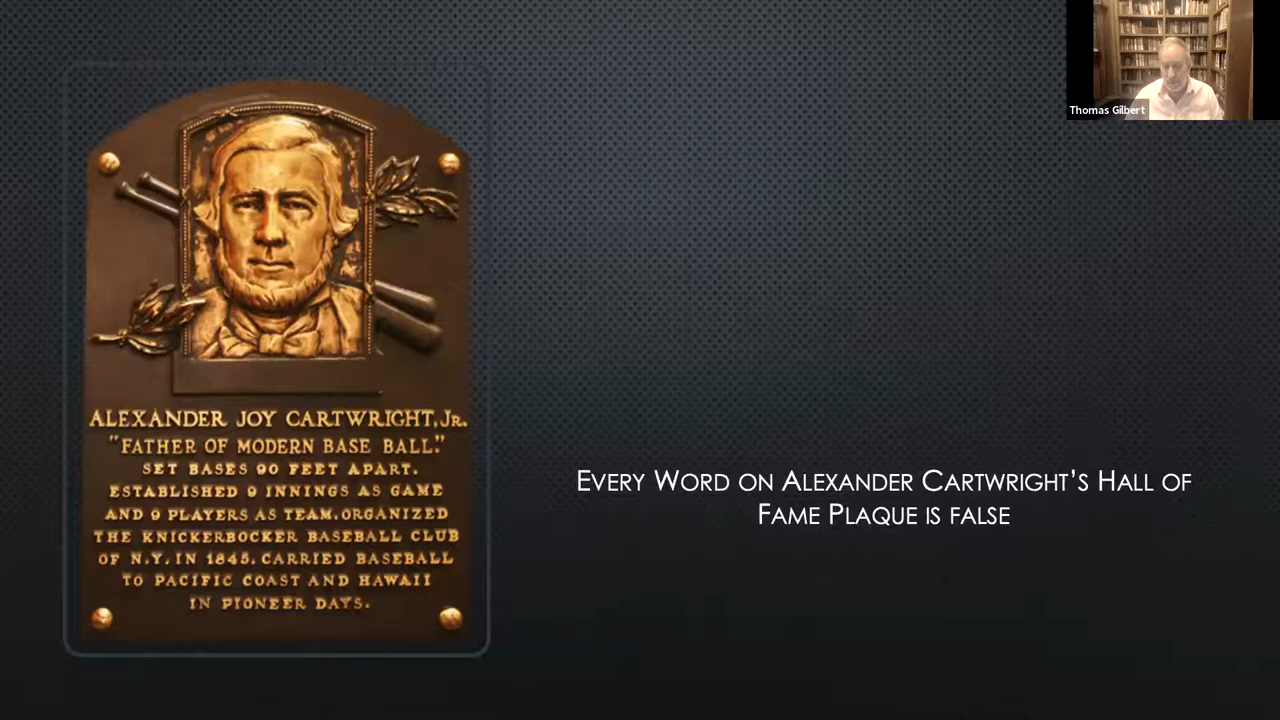 Thomas Gilbert
ALEXANDER JOY CARTWRIGHT, JR.
"FATHER OF MODERN BASE BALL."
SET BASES 90 FEET APART.
ESTABLISHED 9 INNINGS AS GAME
AND 9 PLAYERS AS TEAM. ORGANIZED
THE KNICKERBOCKER BASEBALL CLUB
OF N.Y. IN 1845. CARRIED BASEBALL
TO PACIFIC COAST AND HAWAII
IN PIONEER DAYS.
EVERY WORD ON ALEXANDER CARTWRIGHT'S HALL OF
FAME PLAQUE IS FALSE